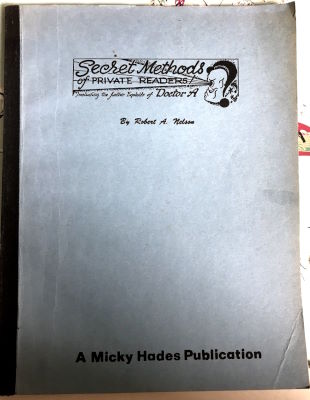 Secret Methods
of PRIVATE READERS!
Including the further Exploits of Doctor A
By Robert A. Nelson
A Micky Hades Publication